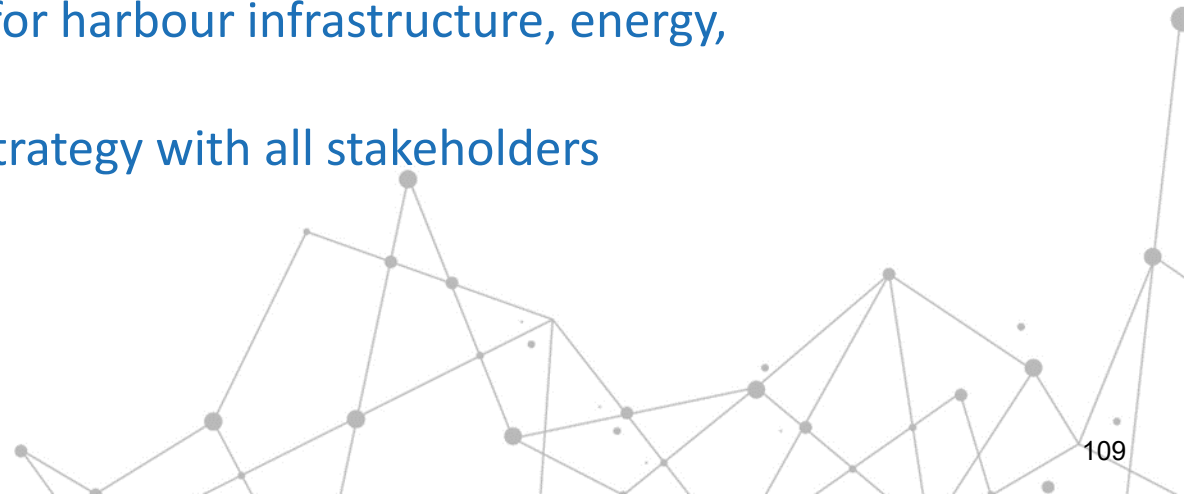 for harbour infrastructure, energy,
trategy with all stakeholders
109